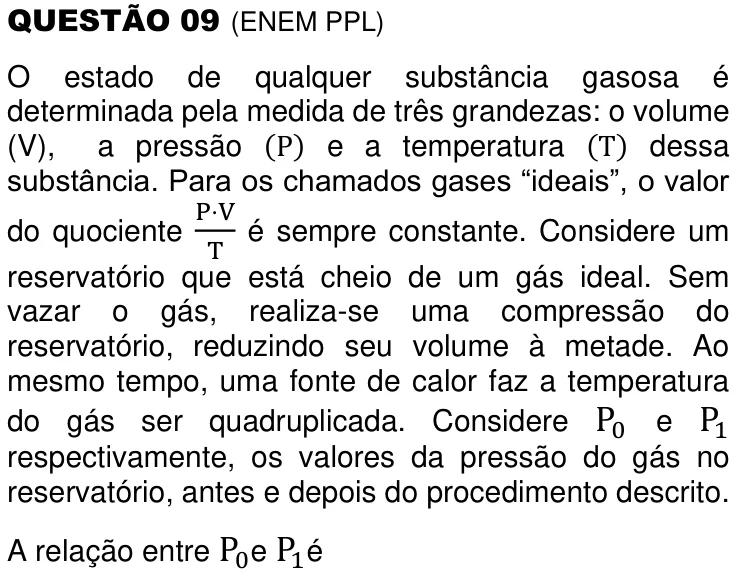 QUESTÃO 09 (ENEM PPL)
O estado de qualquer substância gasosa é
determinada pela medida de três grandezas: o volume
(V), a pressão (P) e a temperatura (T) dessa
substância. Para os chamados gases “ideais”, o valor
do quociente P·V/T é sempre constante. Considere um
reservatório que está cheio de um gás ideal. Sem
vazar o gás, realiza-se uma compressão do
reservatório, reduzindo seu volume à metade. Ao
mesmo tempo, uma fonte de calor faz a temperatura
do gás ser quadruplicada. Considere P₀ e P₁
respectivamente, os valores da pressão do gás no
reservatório, antes e depois do procedimento descrito.
A relação entre P₀e P₁é